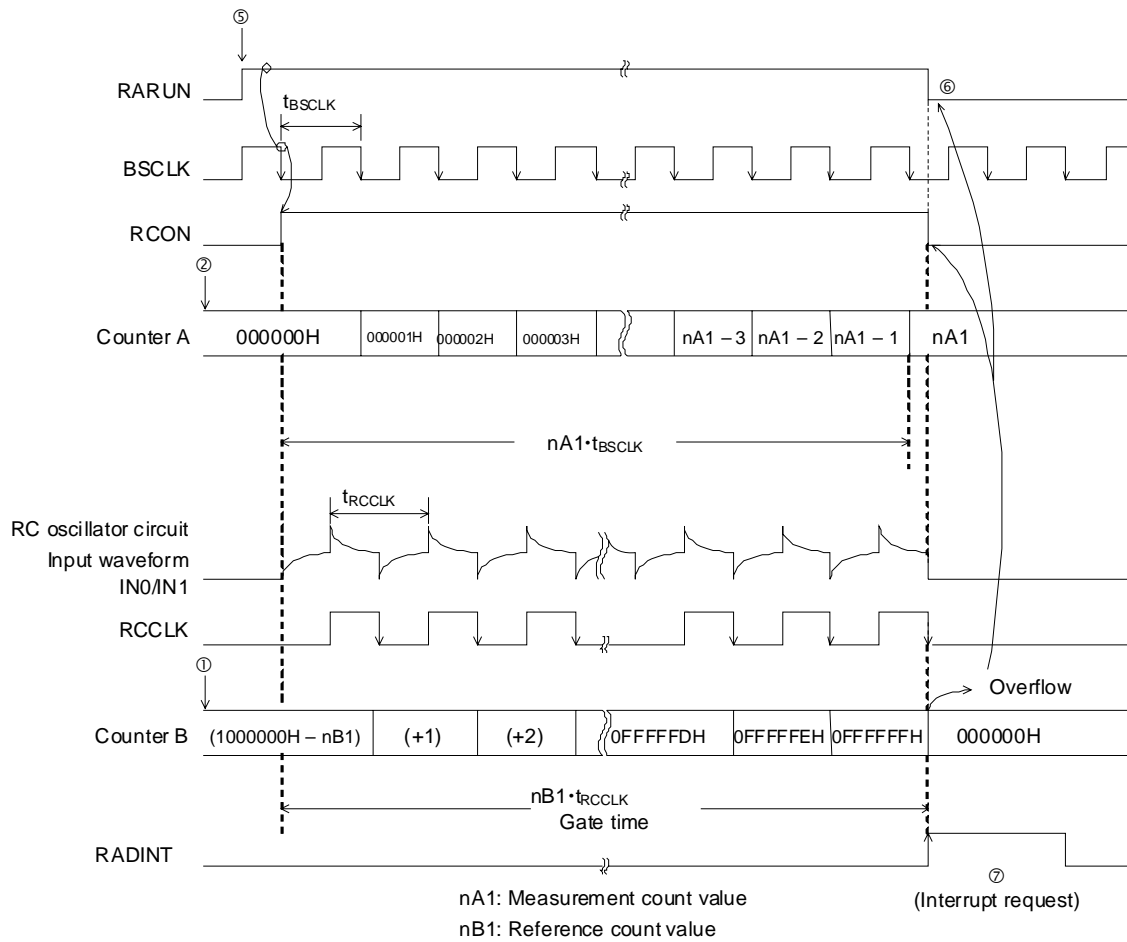 ⑤
RARUN
⑥
tBSCLK
BSCLK
RCON
②
Counter A 000000H 000001H 000002H 000003H nA1 – 3 nA1 – 2 nA1 – 1 nA1
nA1•tBSCLK
tRCCLK
RC oscillator circuit
Input waveform
IN0/IN1
RCCLK
①
Overflow
Counter B (1000000H – nB1) (+1) (+2) 0FFFFFDH 0FFFFFEH 0FFFFFFH 000000H
nB1•tRCCLK
Gate time
RADINT
⑦
(Interrupt request)
nA1: Measurement count value
nB1: Reference count value